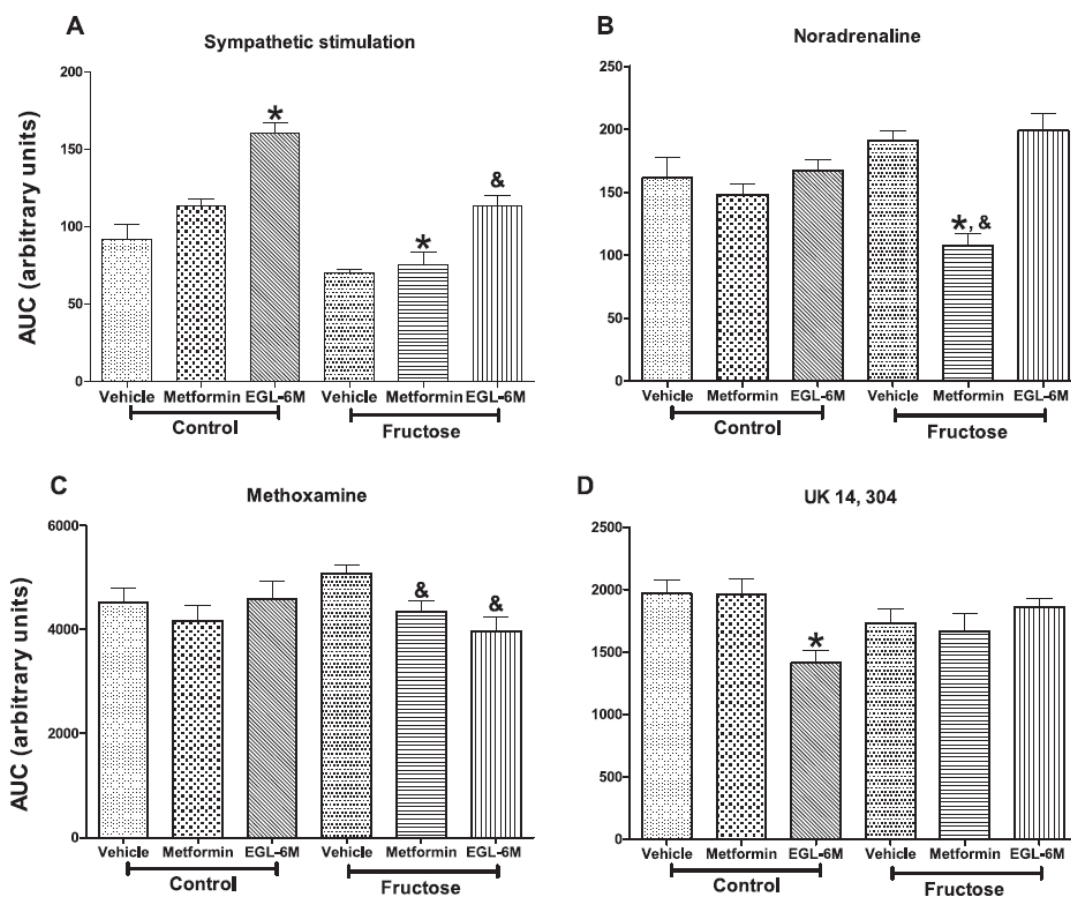 A
Sympathetic stimulation
AUC (arbitrary units)
200
150
100
50
0
*
*
&
Vehicle Metformin EGL-6M Vehicle Metformin EGL-6M
Control Fructose
B
Noradrenaline
250
200
150
100
50
0
*, &
Vehicle Metformin EGL-6M Vehicle Metformin EGL-6M
Control Fructose
C
Methoxamine
AUC (arbitrary units)
6000
4000
2000
0
&
&
Vehicle Metformin EGL-6M Vehicle Metformin EGL-6M
Control Fructose
D
UK 14, 304
2500
2000
1500
1000
500
0
*
Vehicle Metformin EGL-6M Vehicle Metformin EGL-6M
Control Fructose